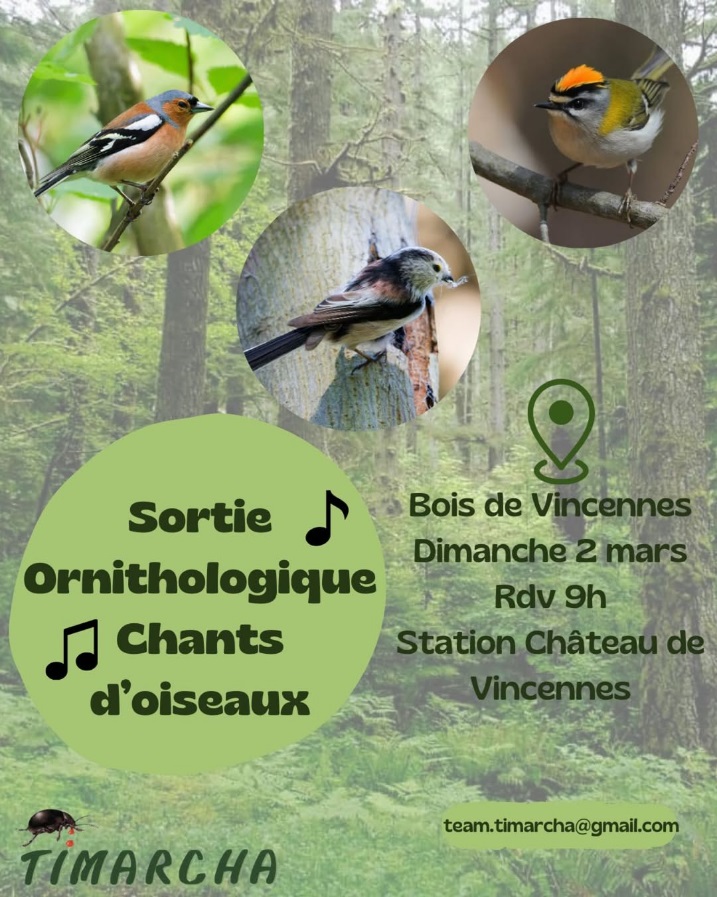 Sortie
Ornithologique
Chants
d'oiseaux
Bois de Vincennes
Dimanche 2 mars
Rdv 9h
Station Château de
Vincennes
TIMARCHA
team.timarcha@gmail.com